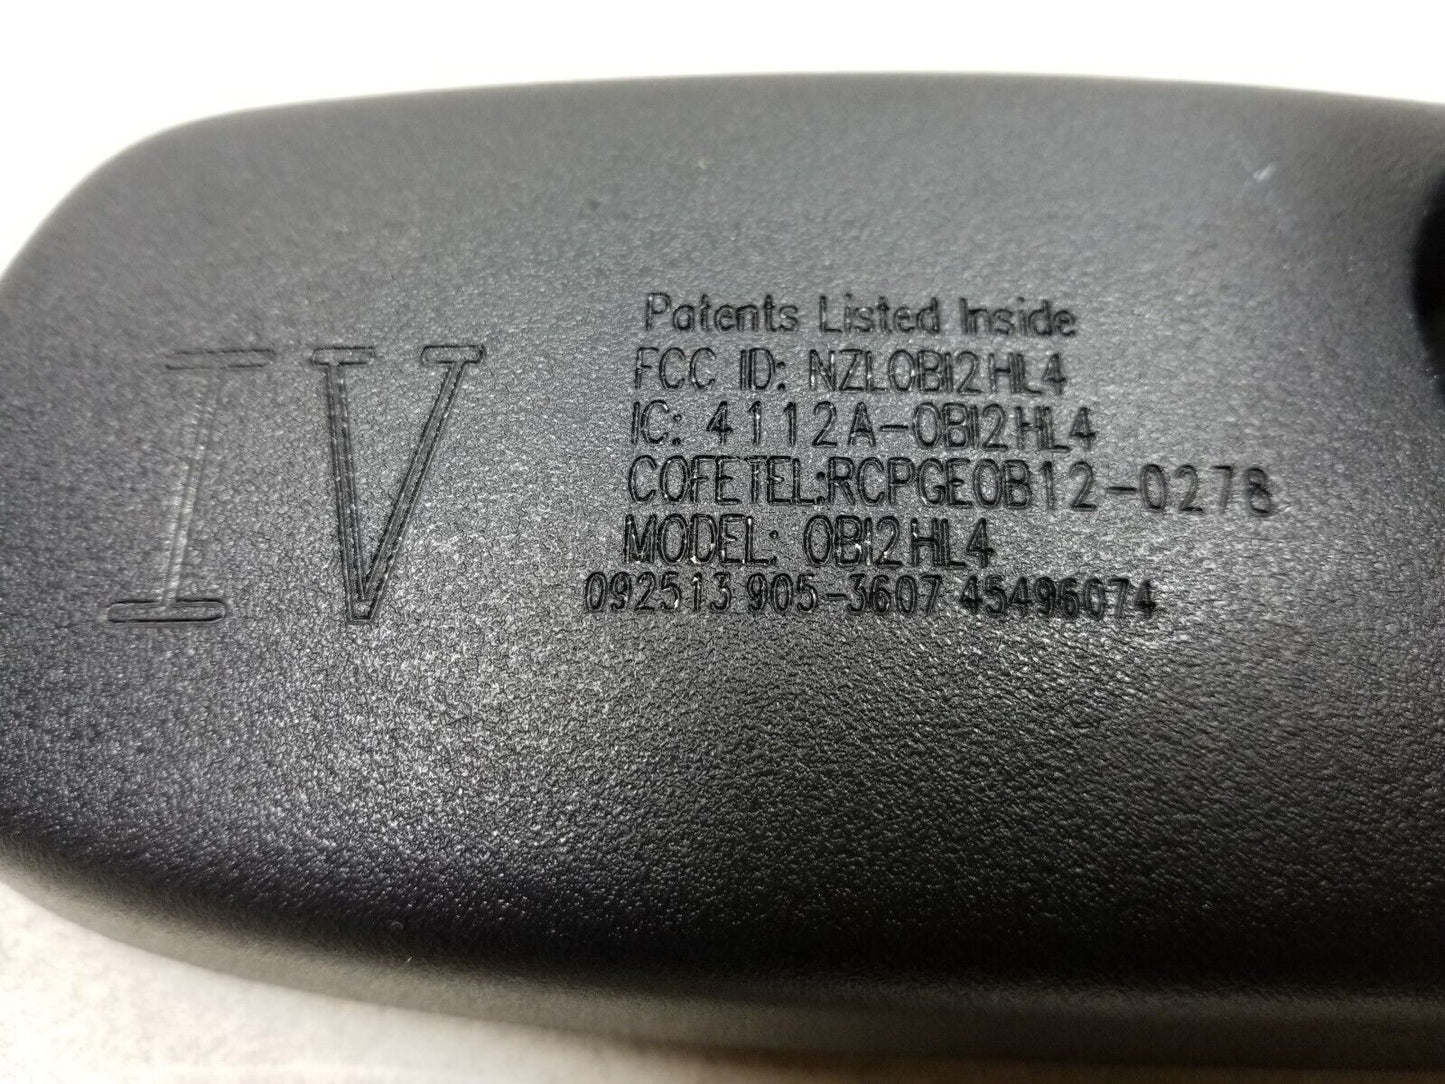 IV
Patents Listed Inside
FCC ID: NZLOBI2HL4
IC: 4112A-OBI2HL4
COFETEL:RCPGEOB12-0278
MODEL: OBI2HL4
092513 905-3607 45496074